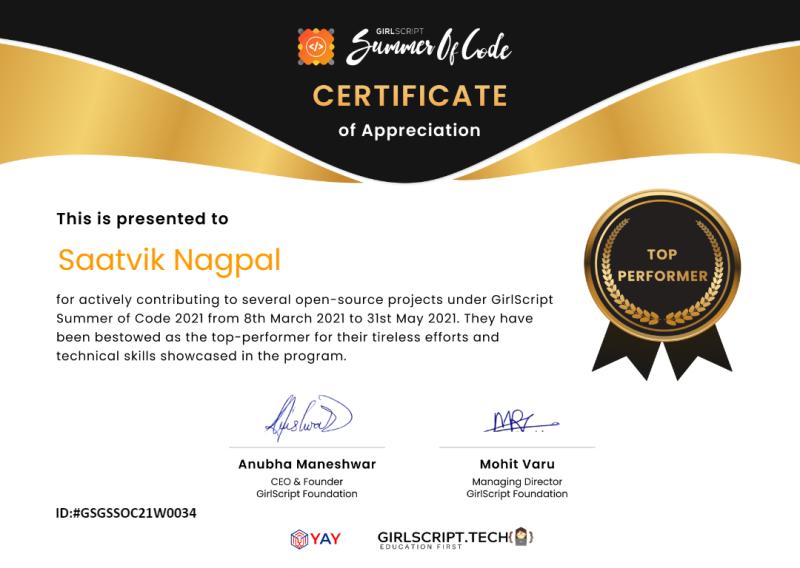 GIRLSCRIPT
Summer Of Code
CERTIFICATE
of Appreciation
This is presented to
Saatvik Nagpal
for actively contributing to several open-source projects under GirlScript
Summer of Code 2021 from 8th March 2021 to 31st May 2021. They have
been bestowed as the top-performer for their tireless efforts and
technical skills showcased in the program.
TOP
PERFORMER
Anubha Maneshwar
CEO & Founder
GirlScript Foundation
Mohit Varu
Managing Director
GirlScript Foundation
ID:#GSGSSOC21W0034
YAY
GIRLSCRIPT.TECH
EDUCATION FIRST